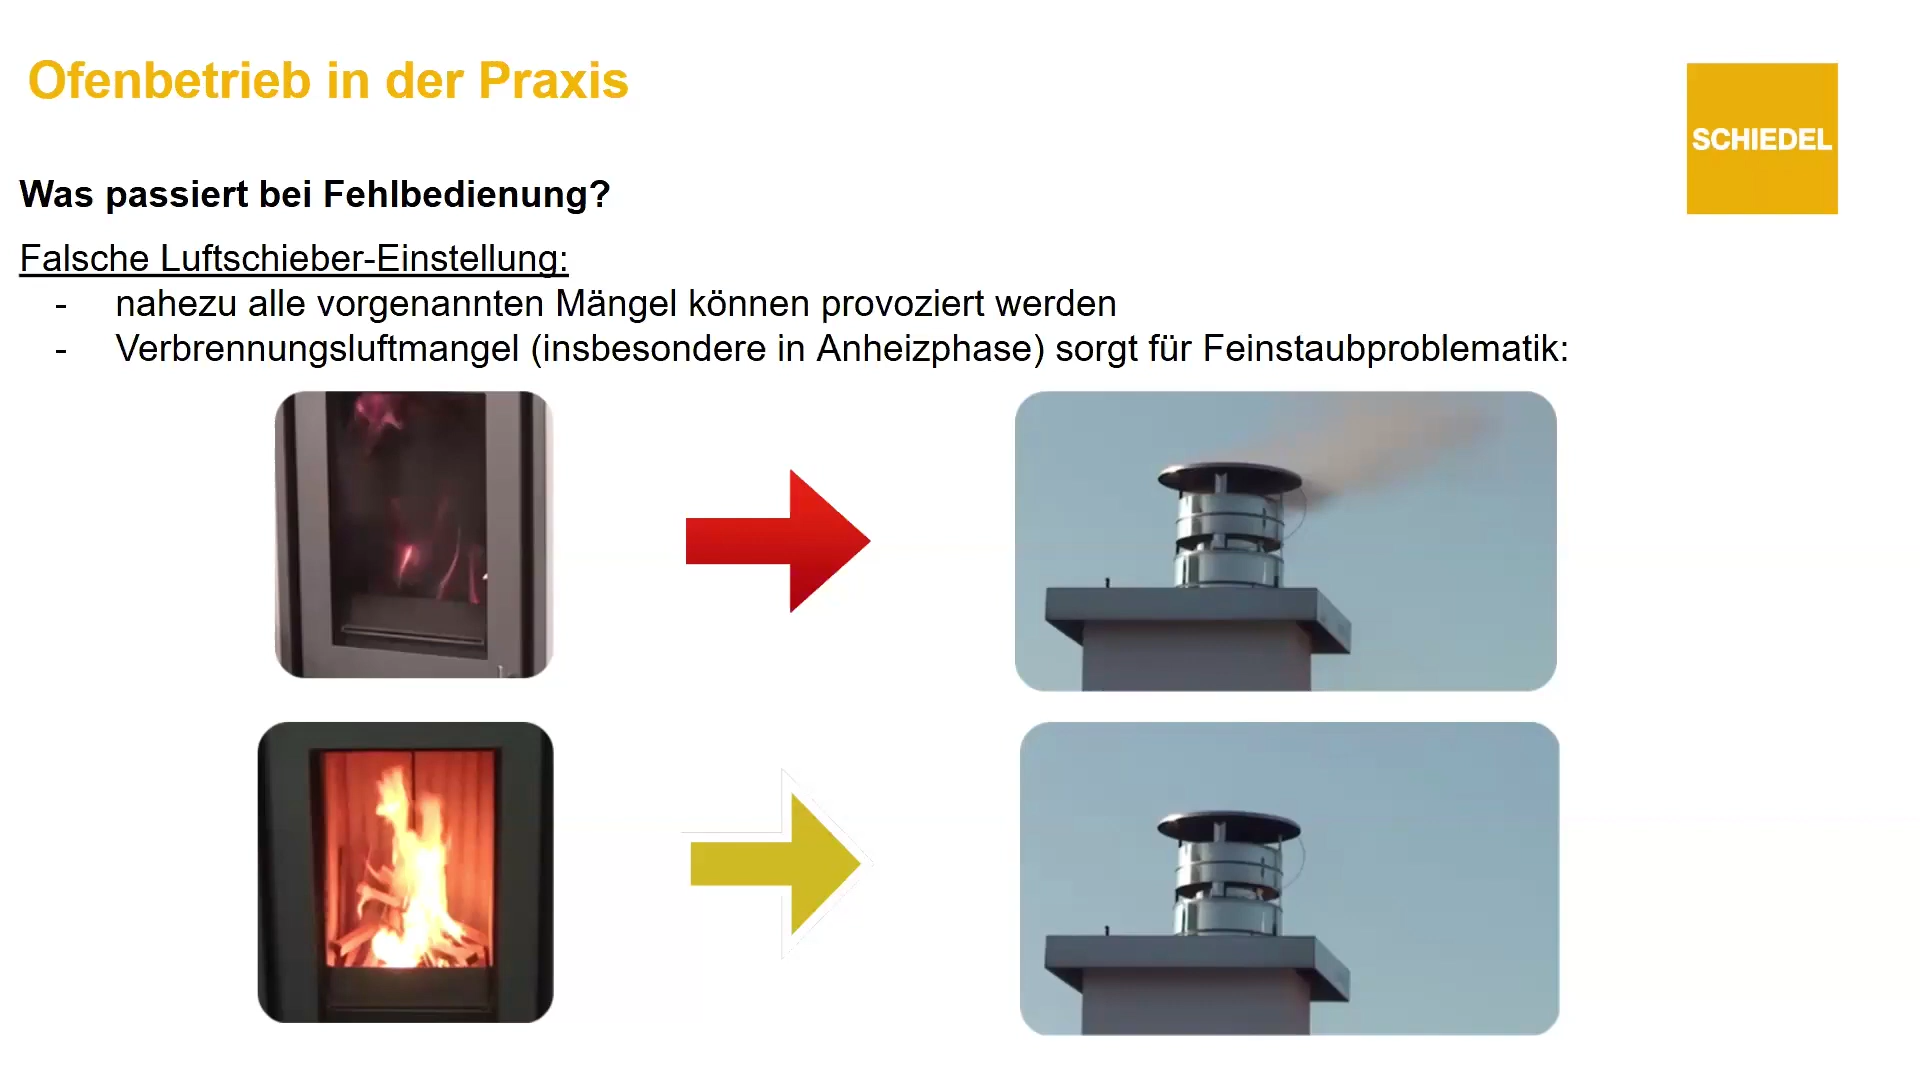 Ofenbetrieb in der Praxis
SCHIEDEL
Was passiert bei Fehlbedienung?
Falsche Luftschieber-Einstellung:
- nahezu alle vorgenannten Mängel können provoziert werden
- Verbrennungsluftmangel (insbesondere in Anheizphase) sorgt für Feinstaubproblematik: